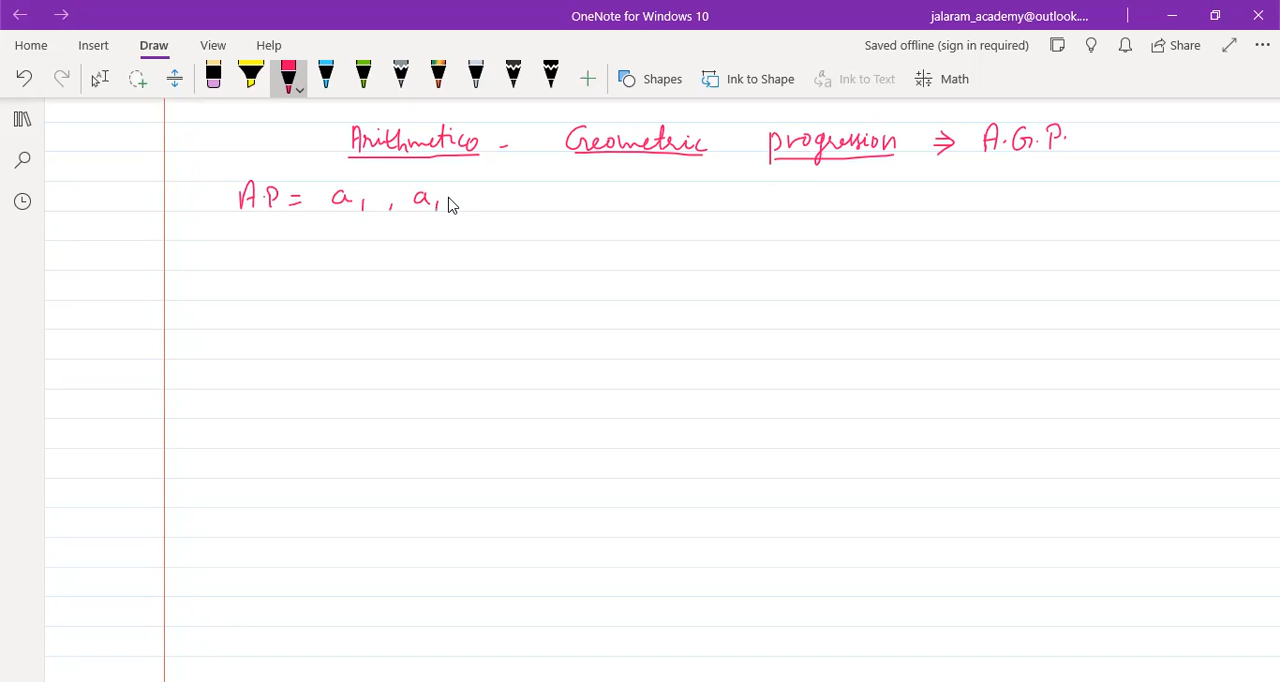 OneNote for Windows 10 jalaram_academy@outlook....
Home Insert Draw View Help Saved offline (sign in required) Share
Shapes Ink to Shape Ink to Text Math
Arithmetico - Geometric progression ⇒ A.G.P.
A.P = a₁ , a₁